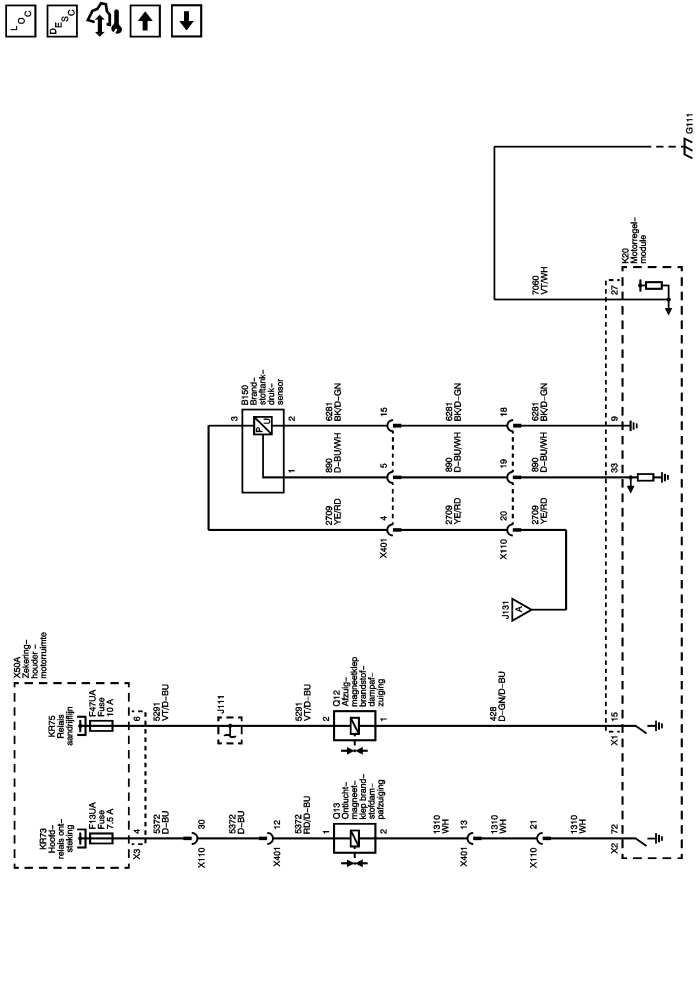 LOC
DESC
X50A
Zekering–
houder –
motorruimte
KR75
Relais
aandrijflijn
F47UA
Fuse
10 A
6
5291
VT/D–BU
J111
5291
VT/D–BU
2
Q12
Afzuig–
magneetklep
brandstof–
dampaf–
zuiging
1
428
D–GN/D–BU
15
X1
KR73
Hoofd–
relais ont–
steking
F13UA
Fuse
7.5 A
4
X3
5372
D–BU
30
X110
5372
D–BU
12
X401
5372
RD/D–BU
1
Q13
Ontlucht–
magneet–
klep brand–
stofdam–
pafzuiging
2
1310
WH
13
X401
1310
WH
21
X110
1310
WH
72
X2
B150
Brand–
stoftank–
druk–
sensor
3
P
U
2
1
6281
BK/D–GN
15
6281
BK/D–GN
18
6281
BK/D–GN
9
890
D–BU/WH
5
890
D–BU/WH
19
890
D–BU/WH
33
2709
YE/RD
4
X401
2709
YE/RD
20
X110
2709
YE/RD
J131
A
7060
VT/WH
27
K20
Motorregel–
module
G111